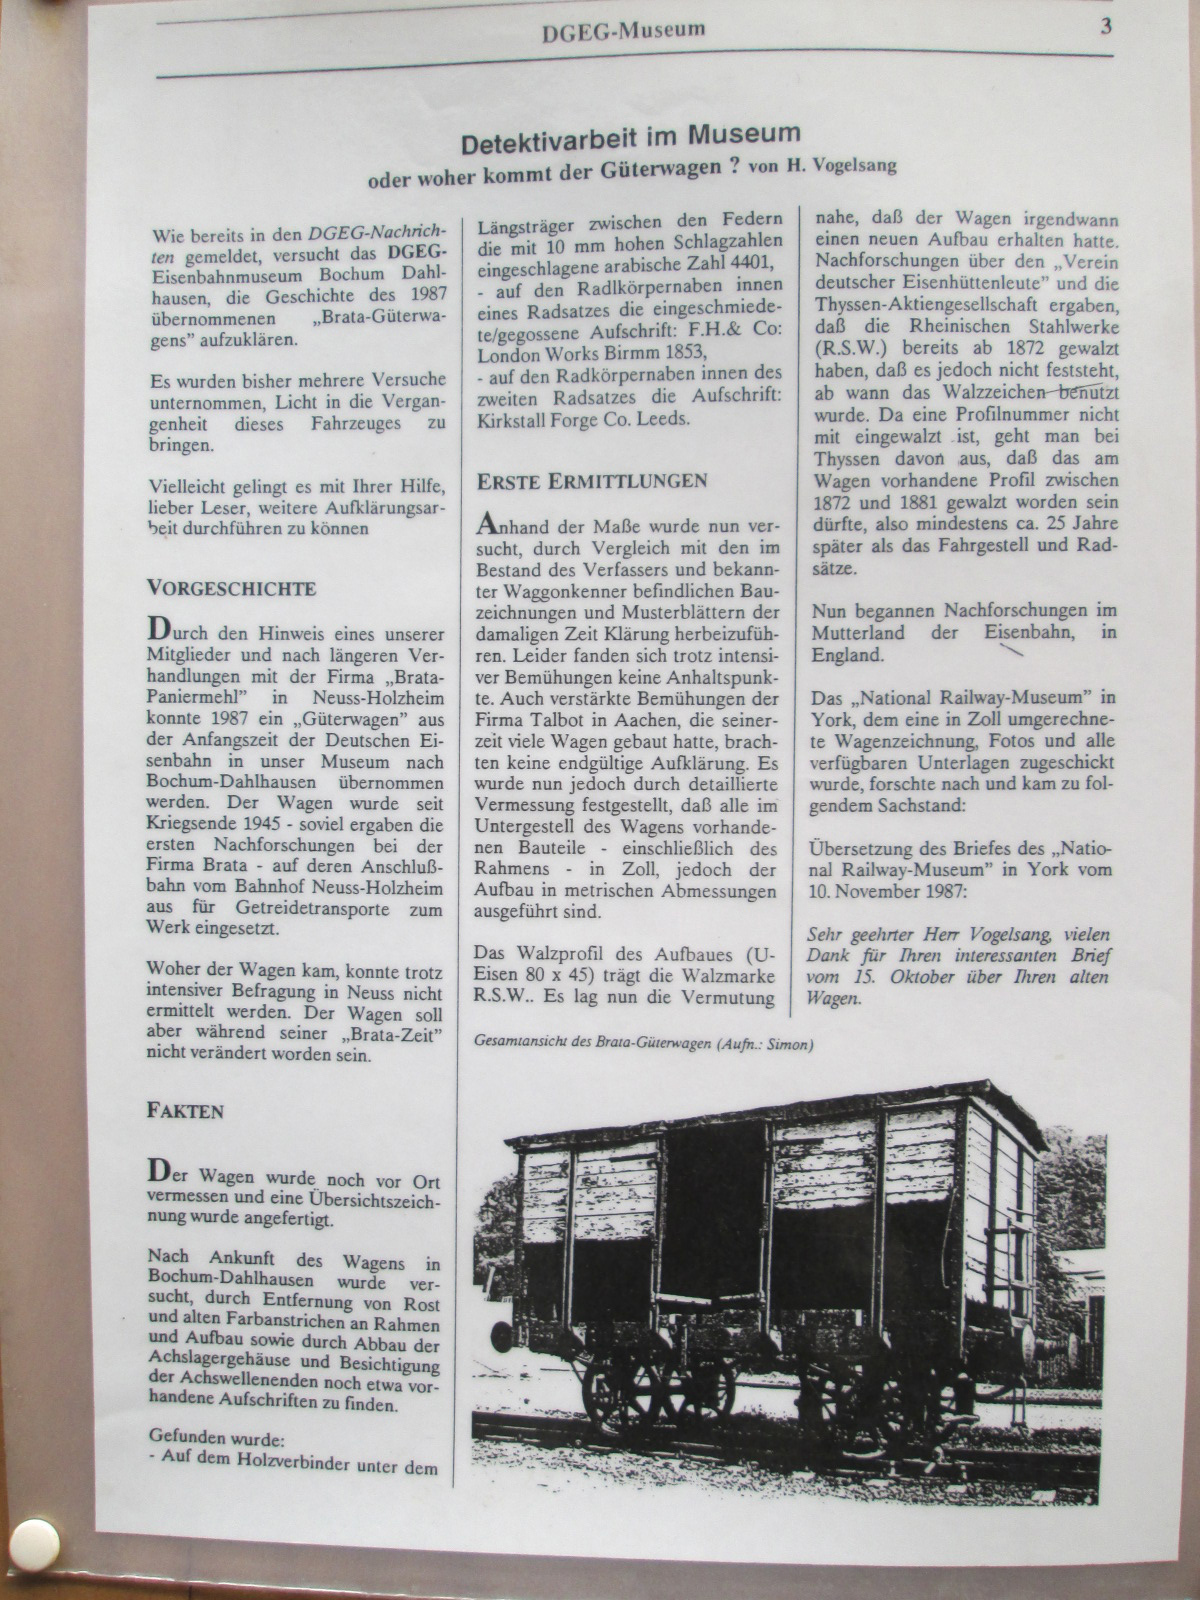 DGEG-Museum
3
Detektivarbeit im Museum
oder woher kommt der Güterwagen ? von H. Vogelsang
Wie bereits in den DGEG-Nachrich-
ten gemeldet, versucht das DGEG-
Eisenbahnmuseum Bochum Dahl-
hausen, die Geschichte des 1987
übernommenen „Brata-Güterwa-
gens” aufzuklären.
Es wurden bisher mehrere Versuche
unternommen, Licht in die Vergan-
genheit dieses Fahrzeuges zu
bringen.
Vielleicht gelingt es mit Ihrer Hilfe,
lieber Leser, weitere Aufklärungsar-
beit durchführen zu können
VORGESCHICHTE
Durch den Hinweis eines unserer
Mitglieder und nach längeren Ver-
handlungen mit der Firma „Brata-
Paniermehl” in Neuss-Holzheim
konnte 1987 ein „Güterwagen” aus
der Anfangszeit der Deutschen Ei-
senbahn in unser Museum nach
Bochum-Dahlhausen übernommen
werden. Der Wagen wurde seit
Kriegsende 1945 - soviel ergaben die
ersten Nachforschungen bei der
Firma Brata - auf deren Anschluß-
bahn vom Bahnhof Neuss-Holzheim
aus für Getreidetransporte zum
Werk eingesetzt.
Woher der Wagen kam, konnte trotz
intensiver Befragung in Neuss nicht
ermittelt werden. Der Wagen soll
aber während seiner „Brata-Zeit”
nicht verändert worden sein.
FAKTEN
Der Wagen wurde noch vor Ort
vermessen und eine Übersichtszeich-
nung wurde angefertigt.
Nach Ankunft des Wagens in
Bochum-Dahlhausen wurde ver-
sucht, durch Entfernung von Rost
und alten Farbanstrichen an Rahmen
und Aufbau sowie durch Abbau der
Achslagergehäuse und Besichtigung
der Achswellenenden noch etwa vor-
handene Aufschriften zu finden.
Gefunden wurde:
- Auf dem Holzverbinder unter dem
Längsträger zwischen den Federn
die mit 10 mm hohen Schlagzahlen
eingeschlagene arabische Zahl 4401,
- auf den Radlkörpernaben innen
eines Radsatzes die eingeschmiede-
te/gegossene Aufschrift: F.H.& Co:
London Works Birmm 1853,
- auf den Radkörpernaben innen des
zweiten Radsatzes die Aufschrift:
Kirkstall Forge Co. Leeds.
ERSTE ERMITTLUNGEN
Anhand der Maße wurde nun ver-
sucht, durch Vergleich mit den im
Bestand des Verfassers und bekann-
ter Waggonkenner befindlichen Bau-
zeichnungen und Musterblättern der
damaligen Zeit Klärung herbeizufüh-
ren. Leider fanden sich trotz intensi-
ver Bemühungen keine Anhaltspunk-
te. Auch verstärkte Bemühungen der
Firma Talbot in Aachen, die seiner-
zeit viele Wagen gebaut hatte, brach-
ten keine endgültige Aufklärung. Es
wurde nun jedoch durch detaillierte
Vermessung festgestellt, daß alle im
Untergestell des Wagens vorhande-
nen Bauteile - einschließlich des
Rahmens - in Zoll, jedoch der
Aufbau in metrischen Abmessungen
ausgeführt sind.
Das Walzprofil des Aufbaues (U-
Eisen 80 x 45) trägt die Walzmarke
R.S.W.. Es lag nun die Vermutung
nahe, daß der Wagen irgendwann
einen neuen Aufbau erhalten hatte.
Nachforschungen über den „Verein
deutscher Eisenhüttenleute” und die
Thyssen-Aktiengesellschaft ergaben,
daß die Rheinischen Stahlwerke
(R.S.W.) bereits ab 1872 gewalzt
haben, daß es jedoch nicht feststeht,
ab wann das Walzzeichen benutzt
wurde. Da eine Profilnummer nicht
mit eingewalzt ist, geht man bei
Thyssen davon aus, daß das am
Wagen vorhandene Profil zwischen
1872 und 1881 gewalzt worden sein
dürfte, also mindestens ca. 25 Jahre
später als das Fahrgestell und Rad-
sätze.
Nun begannen Nachforschungen im
Mutterland der Eisenbahn, in
England.
Das „National Railway-Museum” in
York, dem eine in Zoll umgerechne-
te Wagenzeichnung, Fotos und alle
verfügbaren Unterlagen zugeschickt
wurde, forschte nach und kam zu fol-
gendem Sachstand:
Übersetzung des Briefes des „Natio-
nal Railway-Museum” in York vom
10. November 1987:
Sehr geehrter Herr Vogelsang, vielen
Dank für Ihren interessanten Brief
vom 15. Oktober über Ihren alten
Wagen.
Gesamtansicht des Brata-Güterwagen (Aufn.: Simon)